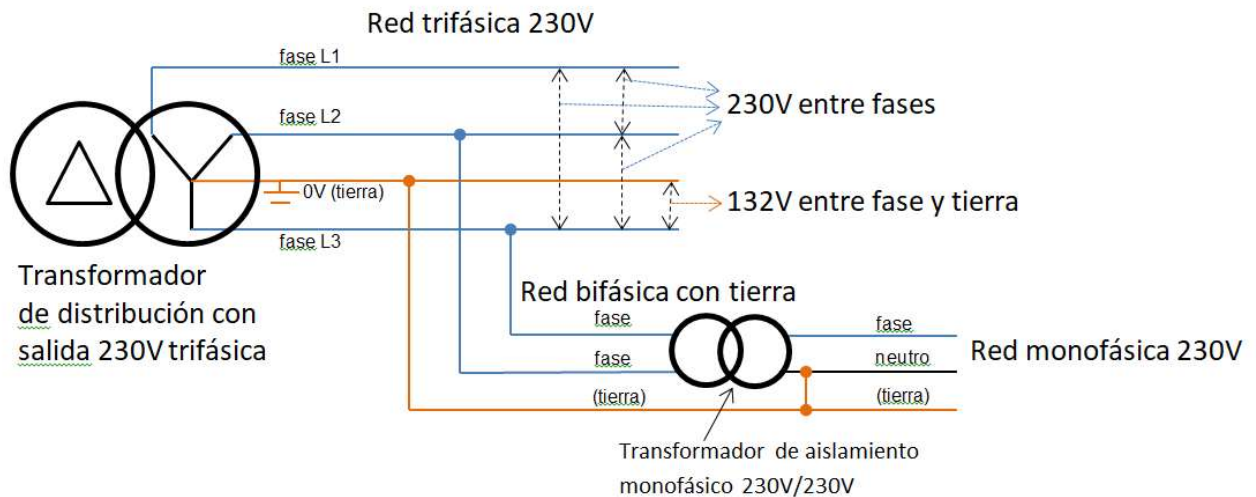 Red trifásica 230V
fase L1
fase L2
230V entre fases
0V (tierra)
132V entre fase y tierra
fase L3
Transformador
de distribución con
salida 230V trifásica
Red bifásica con tierra
fase
fase
(tierra)
fase
neutro
(tierra)
Red monofásica 230V
Transformador de aislamiento
monofásico 230V/230V